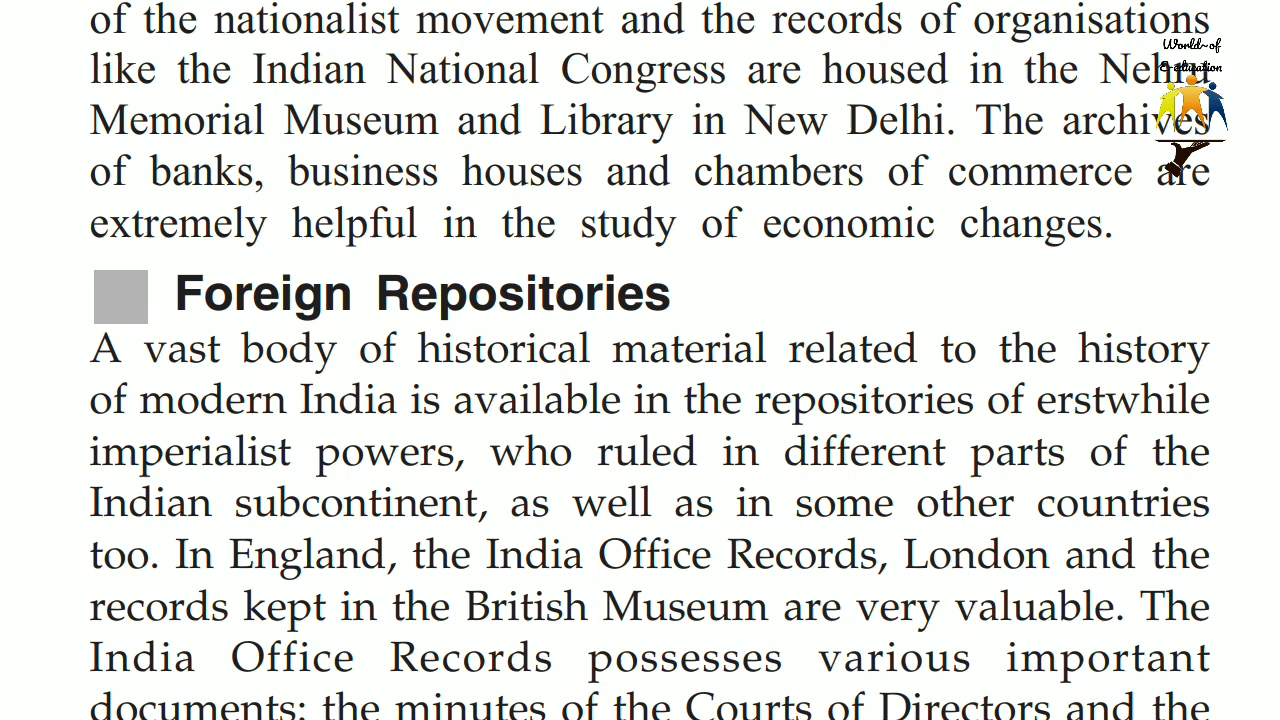 of the nationalist movement and the records of organisations
World~of
like the Indian National Congress are housed in the Nehru
E-education
Memorial Museum and Library in New Delhi. The archives
of banks, business houses and chambers of commerce are
extremely helpful in the study of economic changes.
Foreign Repositories
A vast body of historical material related to the history
of modern India is available in the repositories of erstwhile
imperialist powers, who ruled in different parts of the
Indian subcontinent, as well as in some other countries
too. In England, the India Office Records, London and the
records kept in the British Museum are very valuable. The
India Office Records possesses various important
documents: the minutes of the Courts of Directors and the